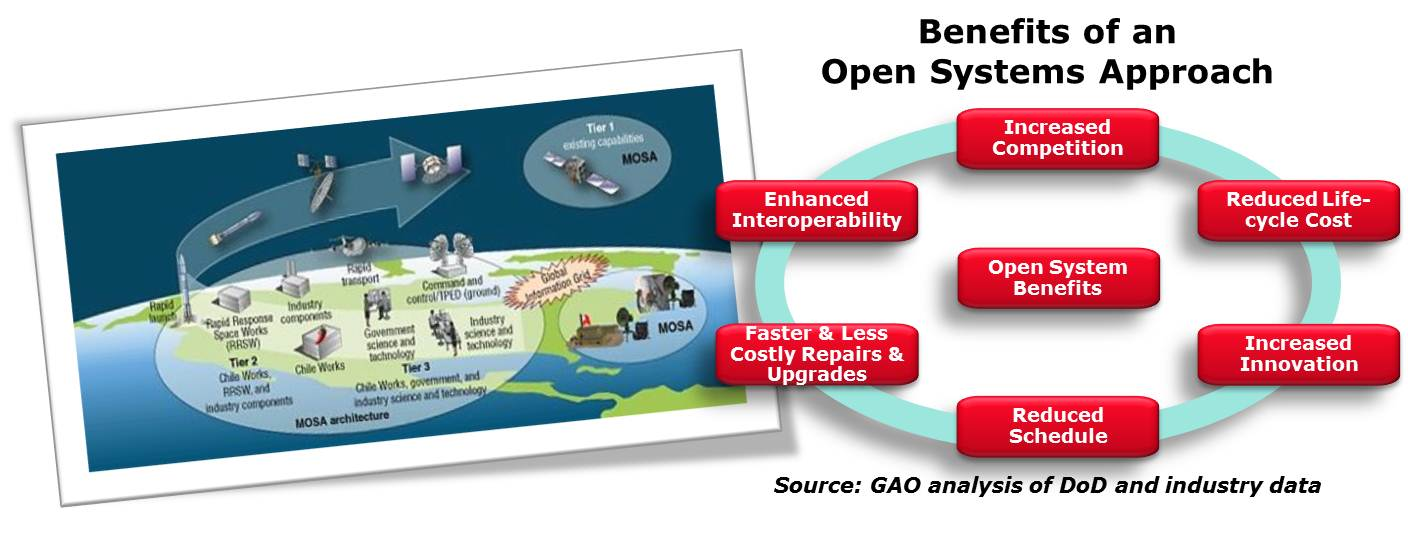 Benefits of an
Open Systems Approach
Tier 1
existing capabilities
MOSA
Rapid
launch
Rapid Response
Space Works
(RRSW)
Industry
components
Rapid
transport
Command and
control/TPED (ground)
Global
Information Grid
Chile Works
Government
science and
technology
Industry
science and
technology
MOSA
Tier 2
Chile Works,
RRSW, and
industry components
Tier 3
Chile Works, government, and
industry science and technology
MOSA architecture
Increased
Competition
Enhanced
Interoperability
Reduced Life-
cycle Cost
Open System
Benefits
Faster & Less
Costly Repairs &
Upgrades
Increased
Innovation
Reduced
Schedule
Source: GAO analysis of DoD and industry data